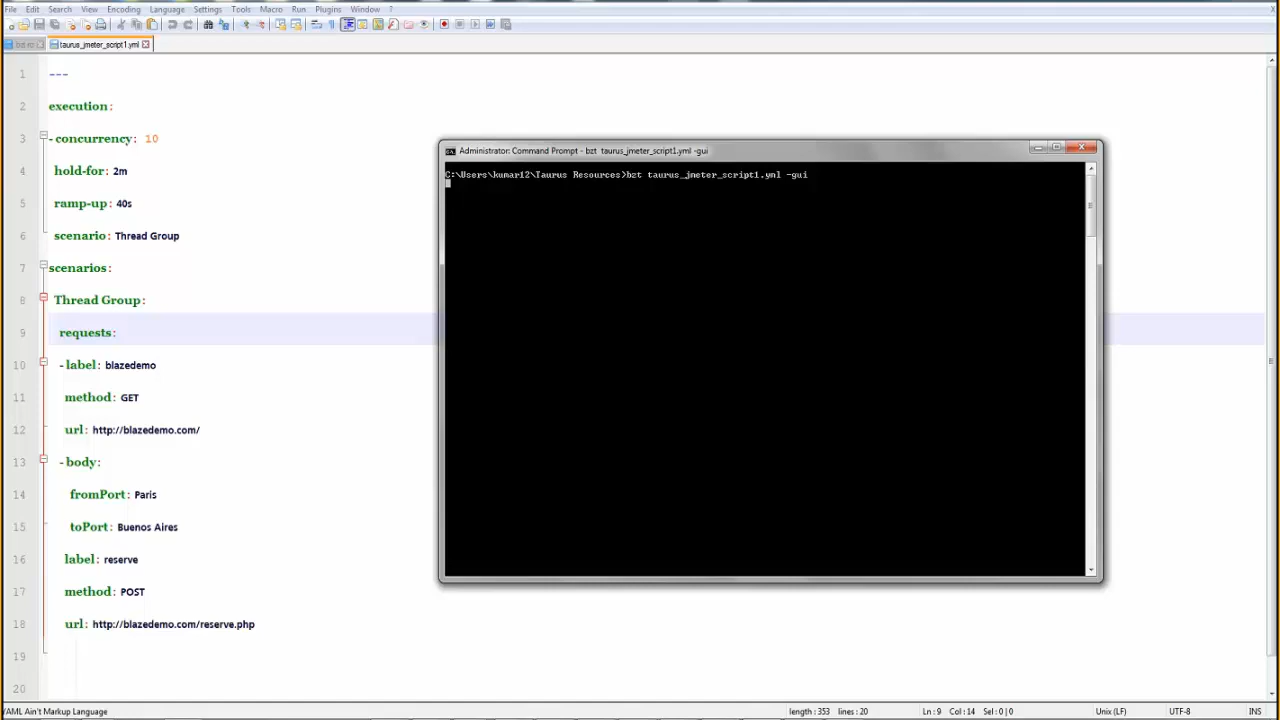 File Edit Search View Encoding Language Settings Tools Macro Run Plugins Window ?
taurus_jmeter_script1.yml
1 ---
2 execution:
3 - concurrency: 10
4 hold-for: 2m
5 ramp-up: 40s
6 scenario: Thread Group
7 scenarios:
8 Thread Group:
9 requests:
10 - label: blazedemo
11 method: GET
12 url: http://blazedemo.com/
13 - body:
14 fromPort: Paris
15 toPort: Buenos Aires
16 label: reserve
17 method: POST
18 url: http://blazedemo.com/reserve.php
19
20
Administrator: Command Prompt - bzt taurus_jmeter_script1.yml -gui
C:\Users\kumar12\Taurus Resources>bzt taurus_jmeter_script1.yml -gui
YAML Ain't Markup Language length : 353 lines : 20 Ln : 9 Col : 14 Sel : 0 | 0 Unix (LF) UTF-8 INS